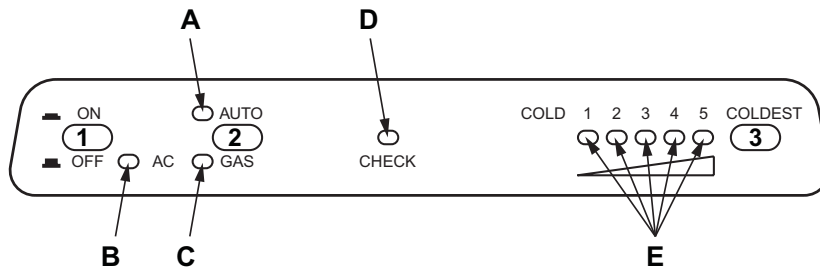 A
D
ON
AUTO
COLD 1 2 3 4 5 COLDEST
1
2
3
OFF
AC
GAS
CHECK
B
C
E